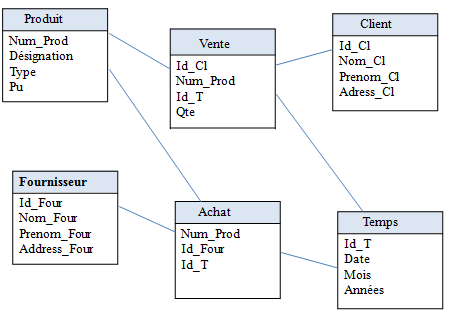 Produit
Num_Prod
Désignation
Type
Pu
Vente
Id_Cl
Num_Prod
Id_T
Qte
Client
Id_Cl
Nom_Cl
Prenom_Cl
Adress_Cl
Fournisseur
Id_Four
Nom_Four
Prenom_Four
Address_Four
Achat
Num_Prod
Id_Four
Id_T
Temps
Id_T
Date
Mois
Années